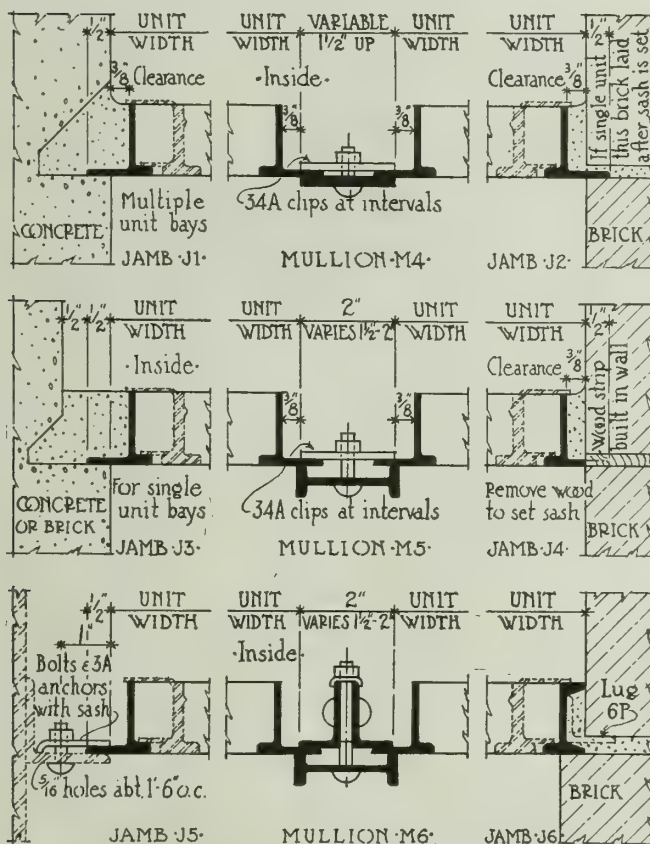 UNIT
WIDTH
1/2"
3/8"
Clearance
CONCRETE
Multiple
unit bays
JAMB·J1·
UNIT
WIDTH
VARIABLE
1 1/2" UP
UNIT
WIDTH
·Inside·
3/8"
3/8"
34A clips at intervals
MULLION·M4·
UNIT
WIDTH
1/2"
Clearance
3/8"
If single unit
this brick laid
after sash is set
BRICK
JAMB·J2·
1/2"
1/2"
UNIT
WIDTH
·Inside·
CONCRETE
OR BRICK
For single
unit bays
JAMB·J3·
UNIT
WIDTH
2"
VARIES 1 1/2"-2"
UNIT
WIDTH
3/8"
3/8"
34A clips at intervals
MULLION·M5·
UNIT
WIDTH
1/2"
Clearance
3/8"
Wood strip
built in wall
Remove wood
to set sash
BRICK
JAMB·J4·
1/2"
UNIT
WIDTH
1"
Bolts & 3A
anchors
with sash
5/16" holes abt. 1'-6" o.c.
JAMB·J5·
UNIT
WIDTH
2"
VARIES 1 1/2"-2"
UNIT
WIDTH
·Inside·
MULLION·M6·
UNIT
WIDTH
Lug
6P
BRICK
JAMB·J6·